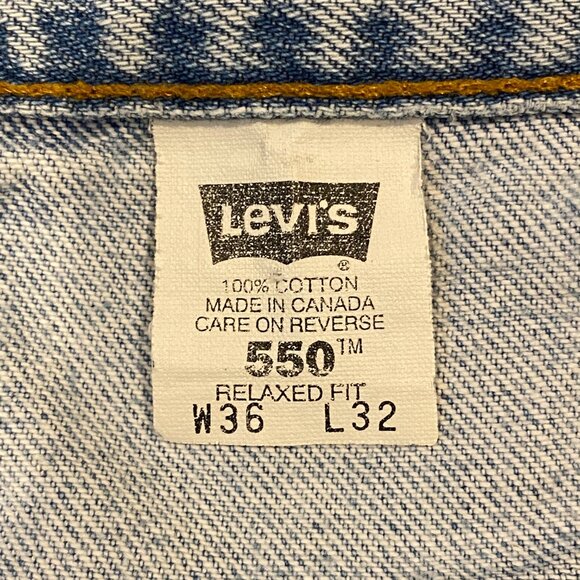 Levi's
®
100% COTTON
MADE IN CANADA
CARE ON REVERSE
550™
RELAXED FIT
W36 L32